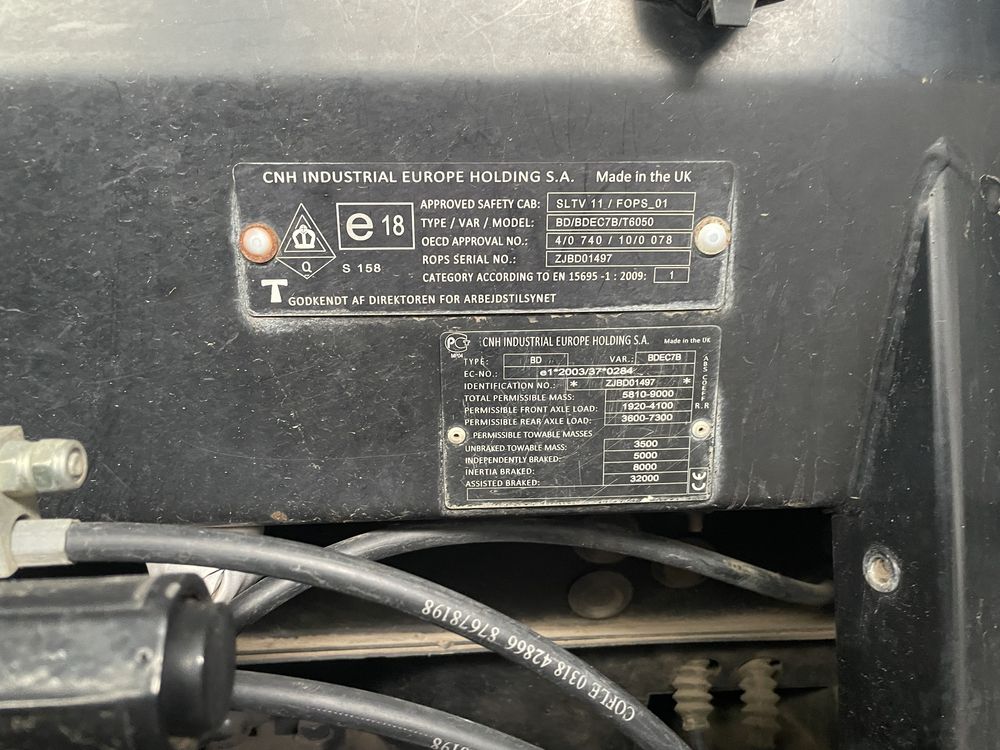 CNH INDUSTRIAL EUROPE HOLDING S.A. Made in the UK
APPROVED SAFETY CAB: SLTV 11 / FOPS_01
TYPE / VAR / MODEL: BD/BDEC7B/T6050
OECD APPROVAL NO.: 4/0 740 / 10/0 078
ROPS SERIAL NO.: ZJBD01497
CATEGORY ACCORDING TO EN 15695 -1 : 2009: 1
e 18
Q
S 158
T GODKENDT AF DIREKTOREN FOR ARBEJDSTILSYNET
CNH INDUSTRIAL EUROPE HOLDING S.A. Made in the UK
TYPE: BD VAR.: BDEC7B
EC-NO.: e1*2003/37*0284
IDENTIFICATION NO.: * ZJBD01497 *
TOTAL PERMISSIBLE MASS: 5810-9000
PERMISSIBLE FRONT AXLE LOAD: 1920-4100
PERMISSIBLE REAR AXLE LOAD: 3600-7300
PERMISSIBLE TOWABLE MASSES
UNBRAKED TOWABLE MASS: 3500
INDEPENDENTLY BRAKED: 5000
INERTIA BRAKED: 8000
ASSISTED BRAKED: 32000
R.R
CE
COFLE 0318 42866 87678198
8198